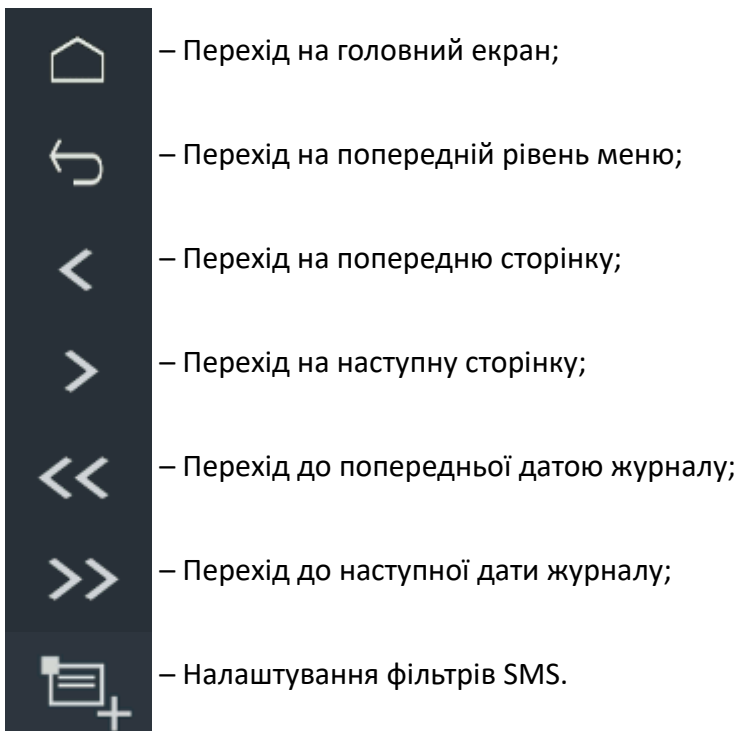 – Перехід на головний екран;
– Перехід на попередній рівень меню;
– Перехід на попередню сторінку;
– Перехід на наступну сторінку;
– Перехід до попередньої датою журналу;
– Перехід до наступної дати журналу;
– Налаштування фільтрів SMS.